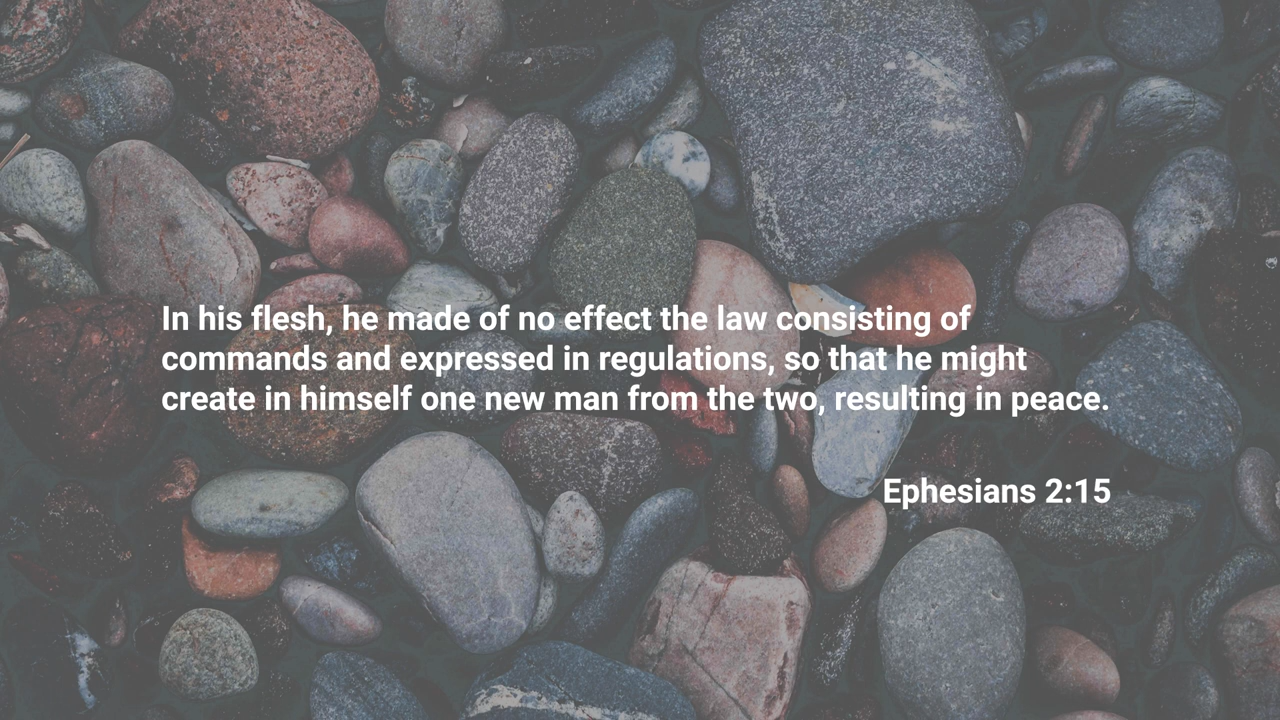 In his flesh, he made of no effect the law consisting of
commands and expressed in regulations, so that he might
create in himself one new man from the two, resulting in peace.
Ephesians 2:15